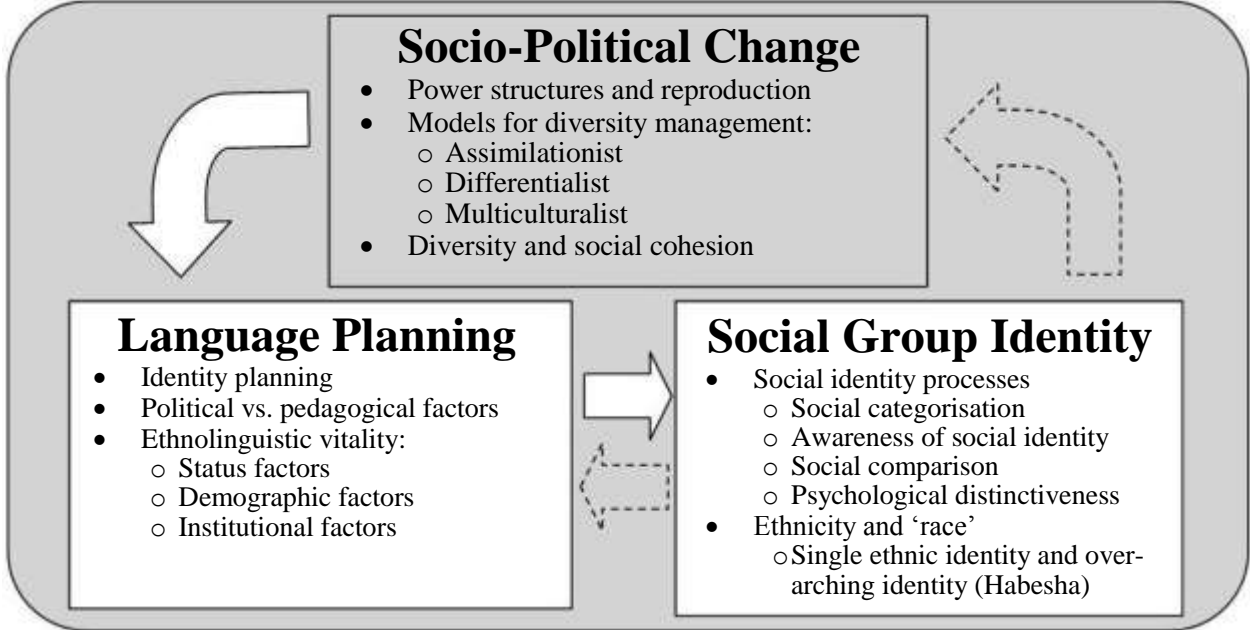 Socio-Political Change
• Power structures and reproduction
• Models for diversity management:
o Assimilationist
o Differentialist
o Multiculturalist
• Diversity and social cohesion
Language Planning
• Identity planning
• Political vs. pedagogical factors
• Ethnolinguistic vitality:
o Status factors
o Demographic factors
o Institutional factors
Social Group Identity
• Social identity processes
o Social categorisation
o Awareness of social identity
o Social comparison
o Psychological distinctiveness
• Ethnicity and ‘race’
o Single ethnic identity and over-
arching identity (Habesha)